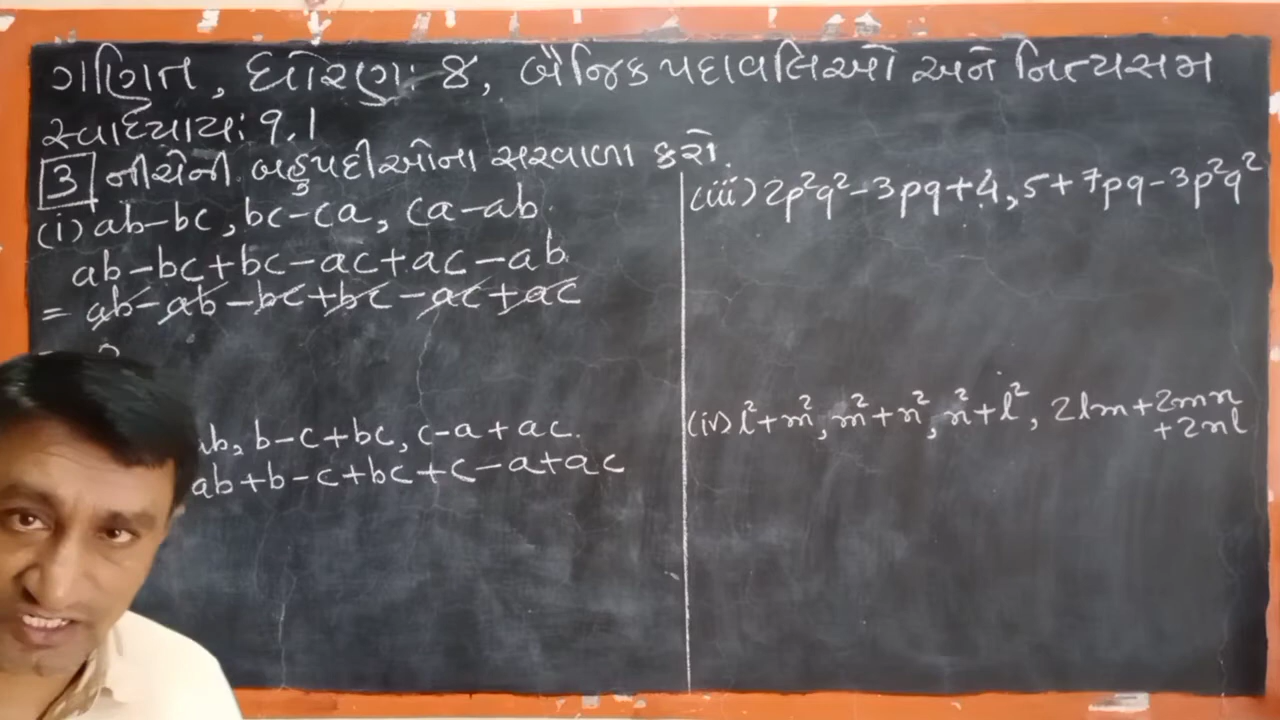 ગણિત, ધોરણ: ૪, બૈજિક પદાવલિઓ અને નિત્યસમ
સ્વાધ્યાય: 9.1
3 નીચેની બહુપદીઓના સરવાળા કરો.
(i) ab-bc, bc-ca, ca-ab.
ab-bc+bc-ac+ac-ab
= ab-ab-bc+bc-ac+ac
ab, b-c+bc, c-a+ac.
ab+b-c+bc+c-a+ac
(iii) 2p²q²-3pq+4, 5+7pq-3p²q²
(iv) l²+m², m²+n², n²+l², 2lm+2mn
+2nl